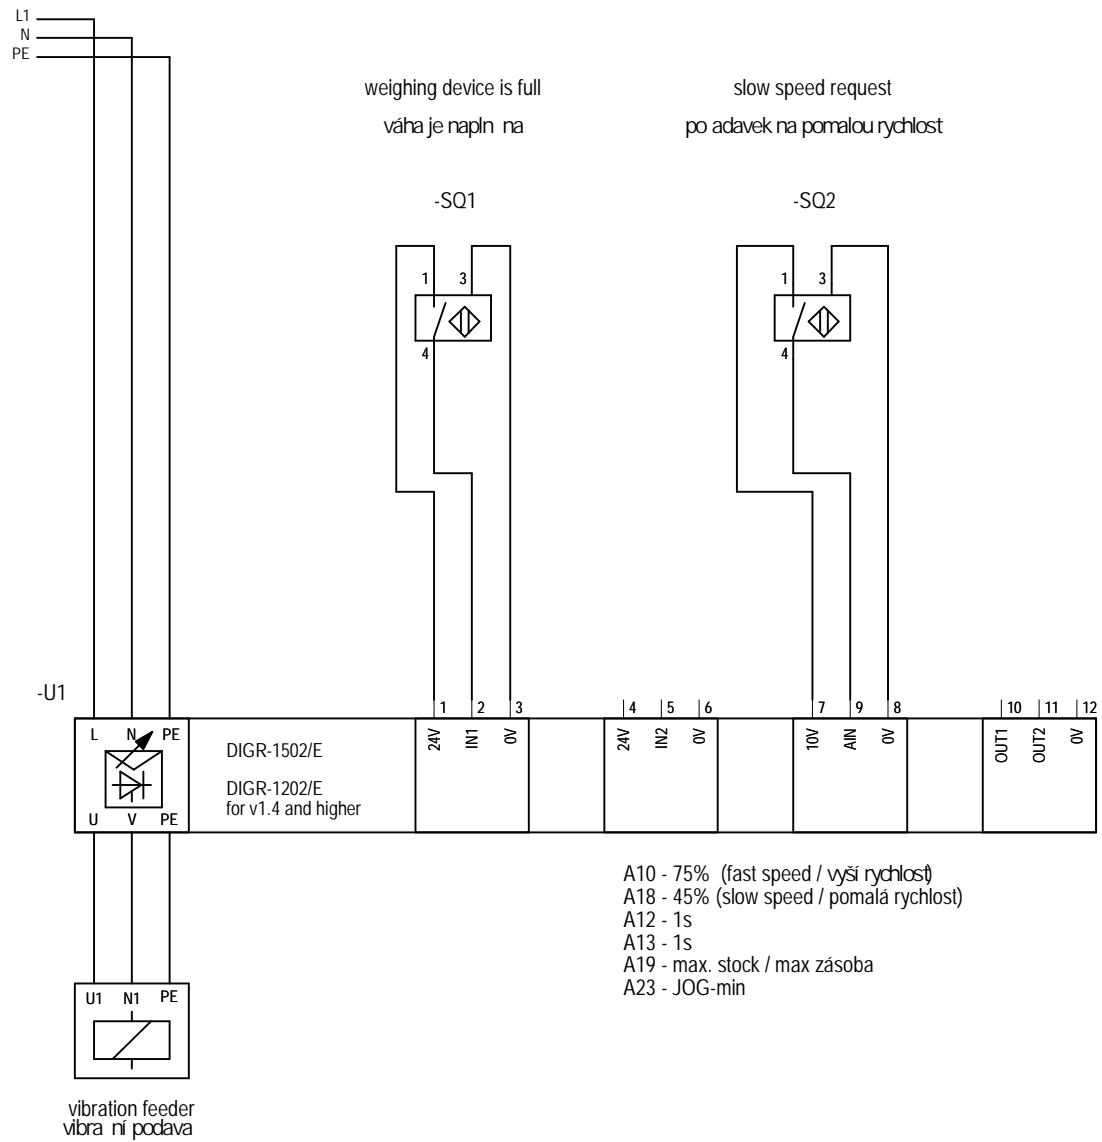 L1
N
PE
weighing device is full
váha je napln na
slow speed request
po adavek na pomalou rychlost
-SQ1
-SQ2
1 3
4
1 3
4
-U1
1 2 3
4 5 6
7 9 8
10 11 12
L N PE
U V PE
DIGR-1502/E
DIGR-1202/E
for v1.4 and higher
24V IN1 0V
24V IN2 0V
10V AIN 0V
OUT1 OUT2 0V
A10 - 75% (fast speed / vyší rychlost)
A18 - 45% (slow speed / pomalá rychlost)
A12 - 1s
A13 - 1s
A19 - max. stock / max zásoba
A23 - JOG-min
U1 N1 PE
vibration feeder
vibra ní podava